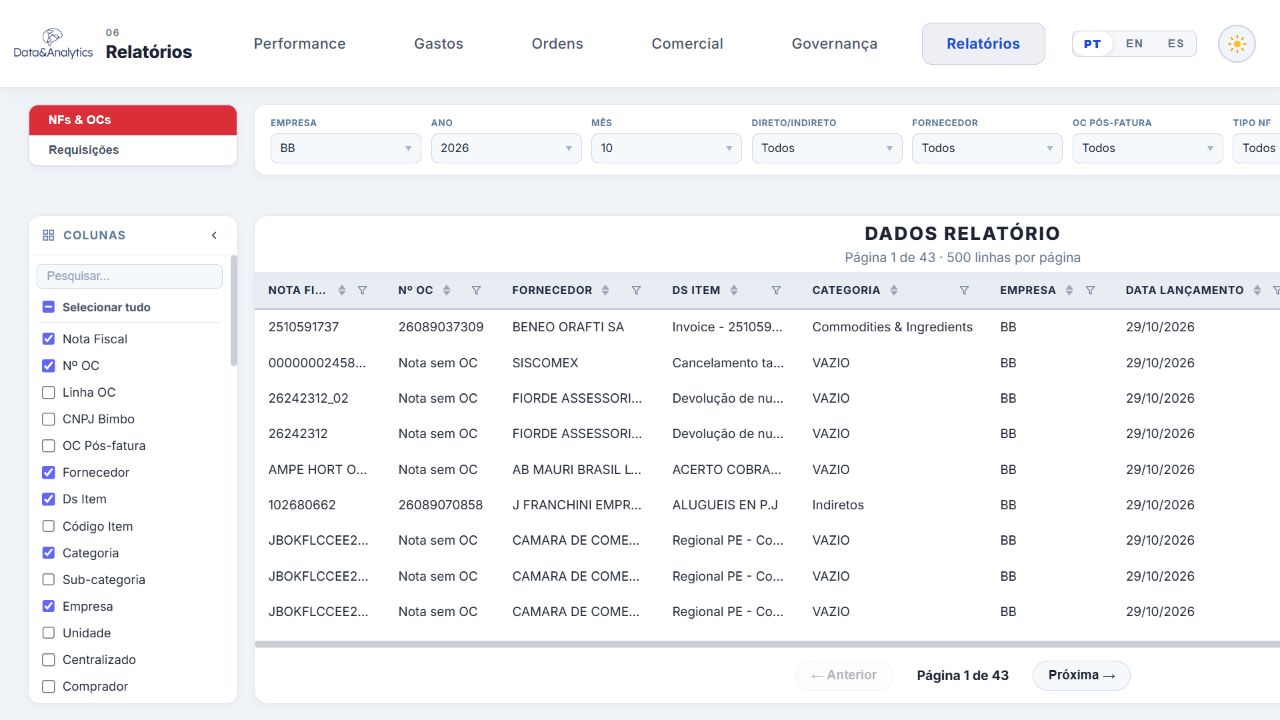 Data&Analytics
06
Relatórios
Performance
Gastos
Ordens
Comercial
Governança
Relatórios
PT EN ES
NFs & OCs
Requisições
EMPRESA ANO MÊS DIRETO/INDIRETO FORNECEDOR OC PÓS-FATURA TIPO NF
BB 2026 10 Todos Todos Todos Todos
COLUNAS
Pesquisar...
Selecionar tudo
Nota Fiscal
Nº OC
Linha OC
CNPJ Bimbo
OC Pós-fatura
Fornecedor
Ds Item
Código Item
Categoria
Sub-categoria
Empresa
Unidade
Centralizado
Comprador
DADOS RELATÓRIO
Página 1 de 43 · 500 linhas por página
NOTA FI... Nº OC FORNECEDOR DS ITEM CATEGORIA EMPRESA DATA LANÇAMENTO
2510591737 26089037309 BENEO ORAFTI SA Invoice - 251059... Commodities & Ingredients BB 29/10/2026
00000002458... Nota sem OC SISCOMEX Cancelamento ta... VAZIO BB 29/10/2026
26242312_02 Nota sem OC FIORDE ASSESSORI... Devolução de nu... VAZIO BB 29/10/2026
26242312 Nota sem OC FIORDE ASSESSORI... Devolução de nu... VAZIO BB 29/10/2026
AMPE HORT O... Nota sem OC AB MAURI BRASIL L... ACERTO COBRA... VAZIO BB 29/10/2026
102680662 26089070858 J FRANCHINI EMPR... ALUGUEIS EN P.J Indiretos BB 29/10/2026
JBOKFLCCEE2... Nota sem OC CAMARA DE COME... Regional PE - Co... VAZIO BB 29/10/2026
JBOKFLCCEE2... Nota sem OC CAMARA DE COME... Regional PE - Co... VAZIO BB 29/10/2026
JBOKFLCCEE2... Nota sem OC CAMARA DE COME... Regional PE - Co... VAZIO BB 29/10/2026
← Anterior Página 1 de 43 Próxima →